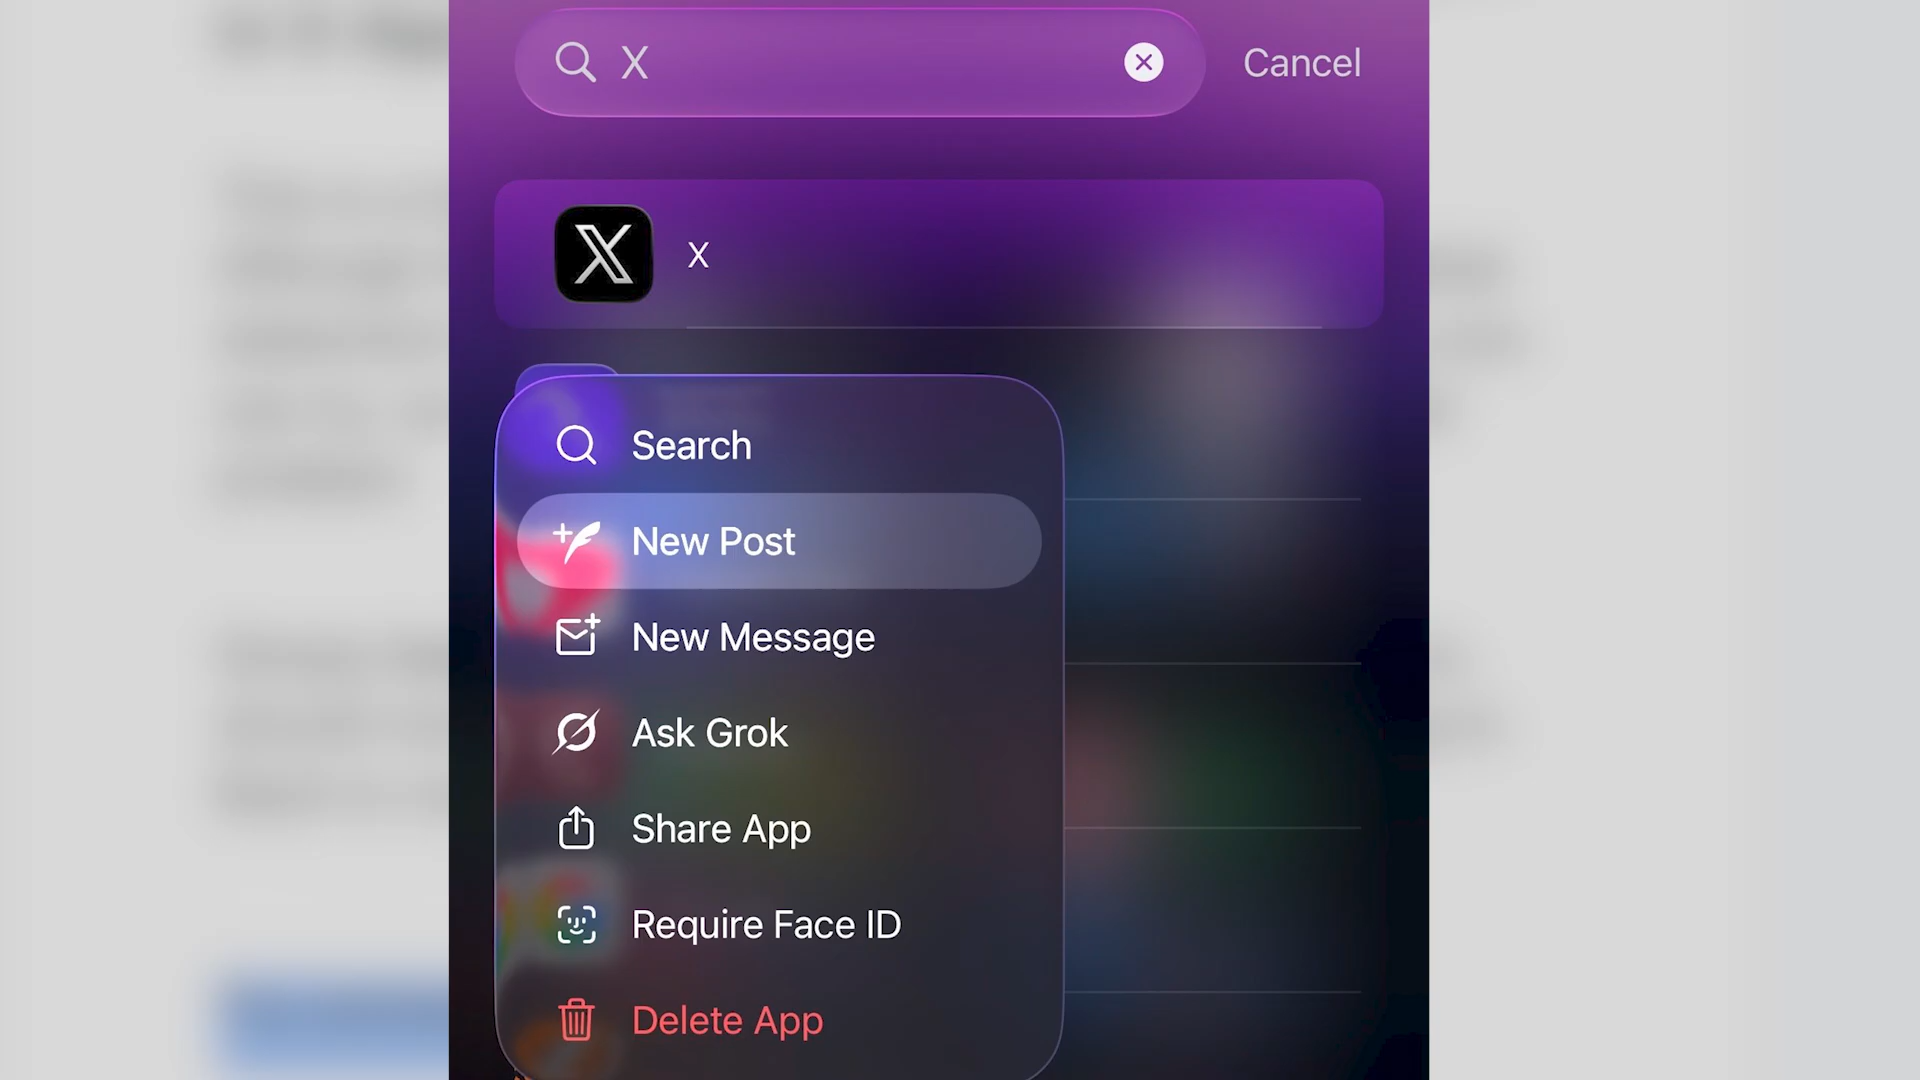 X
Cancel
X
Search
New Post
New Message
Ask Grok
Share App
Require Face ID
Delete App